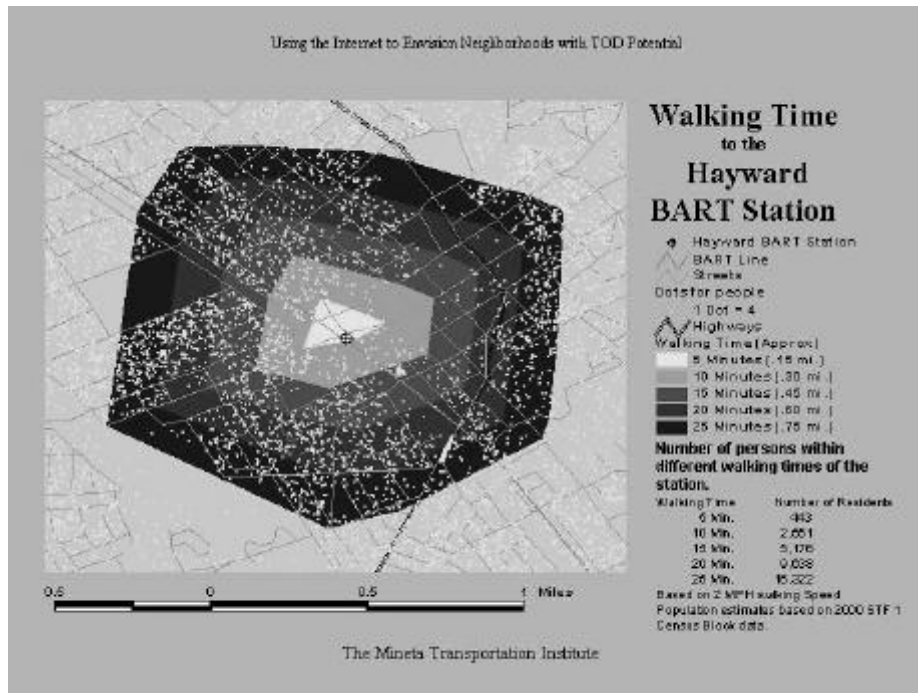 Using the Internet to Envision Neighborhoods with TOD Potential
Walking Time
to the
Hayward
BART Station
Hayward BART Station
BART Line
Streets
Dots for people
1 Dot = 4
Highways
Walking Time (Approx)
5 Minutes (.15 mi.)
10 Minutes (.30 mi.)
15 Minutes (.45 mi.)
20 Minutes (.60 mi.)
25 Minutes (.75 mi.)
Number of persons within
different walking times of the
station.
Walking Time Number of Residents
5 Min. 443
10 Min. 2,651
15 Min. 5,176
20 Min.
25 Min.
Based on 2 MPH walking Speed
Population estimates based on 2000 STF 1
Census Block data.
0.5 0 0.5 1 Miles
The Mineta Transportation Institute